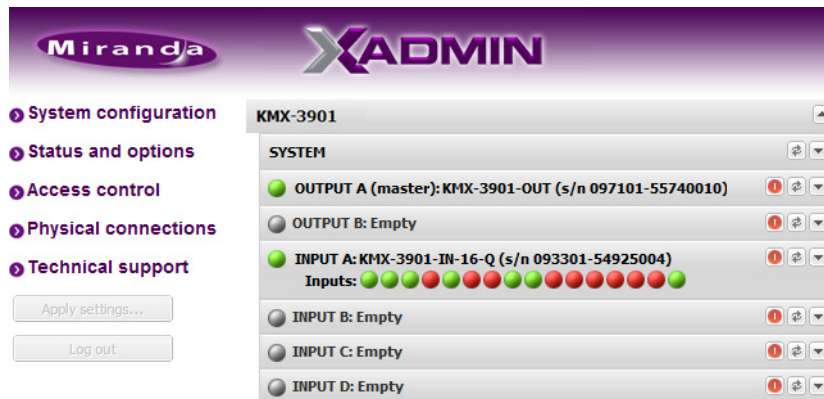 Miranda
XADMIN
System configuration
Status and options
Access control
Physical connections
Technical support
Apply settings...
Log out
KMX-3901
SYSTEM
OUTPUT A (master): KMX-3901-OUT (s/n 097101-55740010)
OUTPUT B: Empty
INPUT A: KMX-3901-IN-16-Q (s/n 093301-54925004)
Inputs:
INPUT B: Empty
INPUT C: Empty
INPUT D: Empty